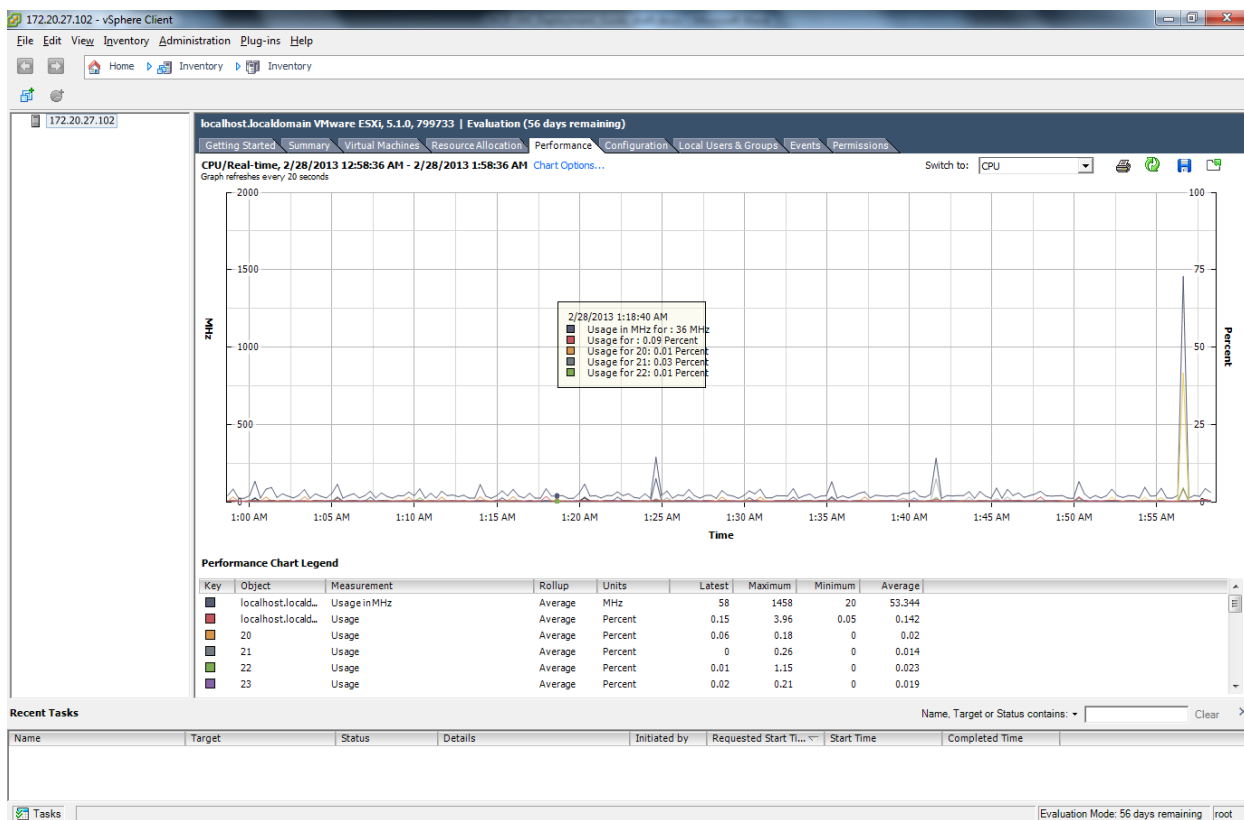 172.20.27.102 - vSphere Client
File Edit View Inventory Administration Plug-ins Help
Home Inventory Inventory
172.20.27.102
localhost.localdomain VMware ESXi, 5.1.0, 799733 | Evaluation (56 days remaining)
Getting Started Summary Virtual Machines Resource Allocation Performance Configuration Local Users & Groups Events Permissions
CPU/Real-time, 2/28/2013 12:58:36 AM - 2/28/2013 1:58:36 AM Chart Options...
Switch to: CPU
Graph refreshes every 20 seconds
2000 100
1500 75
1000 50
500 25
0 0
MHz
Percent
2/28/2013 1:18:40 AM
Usage in MHz for : 36 MHz
Usage for : 0.09 Percent
Usage for 20: 0.01 Percent
Usage for 21: 0.03 Percent
Usage for 22: 0.01 Percent
1:00 AM 1:05 AM 1:10 AM 1:15 AM 1:20 AM 1:25 AM 1:30 AM 1:35 AM 1:40 AM 1:45 AM 1:50 AM 1:55 AM
Time
Performance Chart Legend
Key Object Measurement Rollup Units Latest Maximum Minimum Average
localhost.locald... Usage in MHz Average MHz 58 1458 20 53.344
localhost.locald... Usage Average Percent 0.15 3.96 0.05 0.142
20 Usage Average Percent 0.06 0.18 0 0.02
21 Usage Average Percent 0 0.26 0 0.014
22 Usage Average Percent 0.01 1.15 0 0.023
23 Usage Average Percent 0.02 0.21 0 0.019
Recent Tasks
Name, Target or Status contains: Clear
Name Target Status Details Initiated by Requested Start Ti... Start Time Completed Time
Tasks
Evaluation Mode: 56 days remaining root